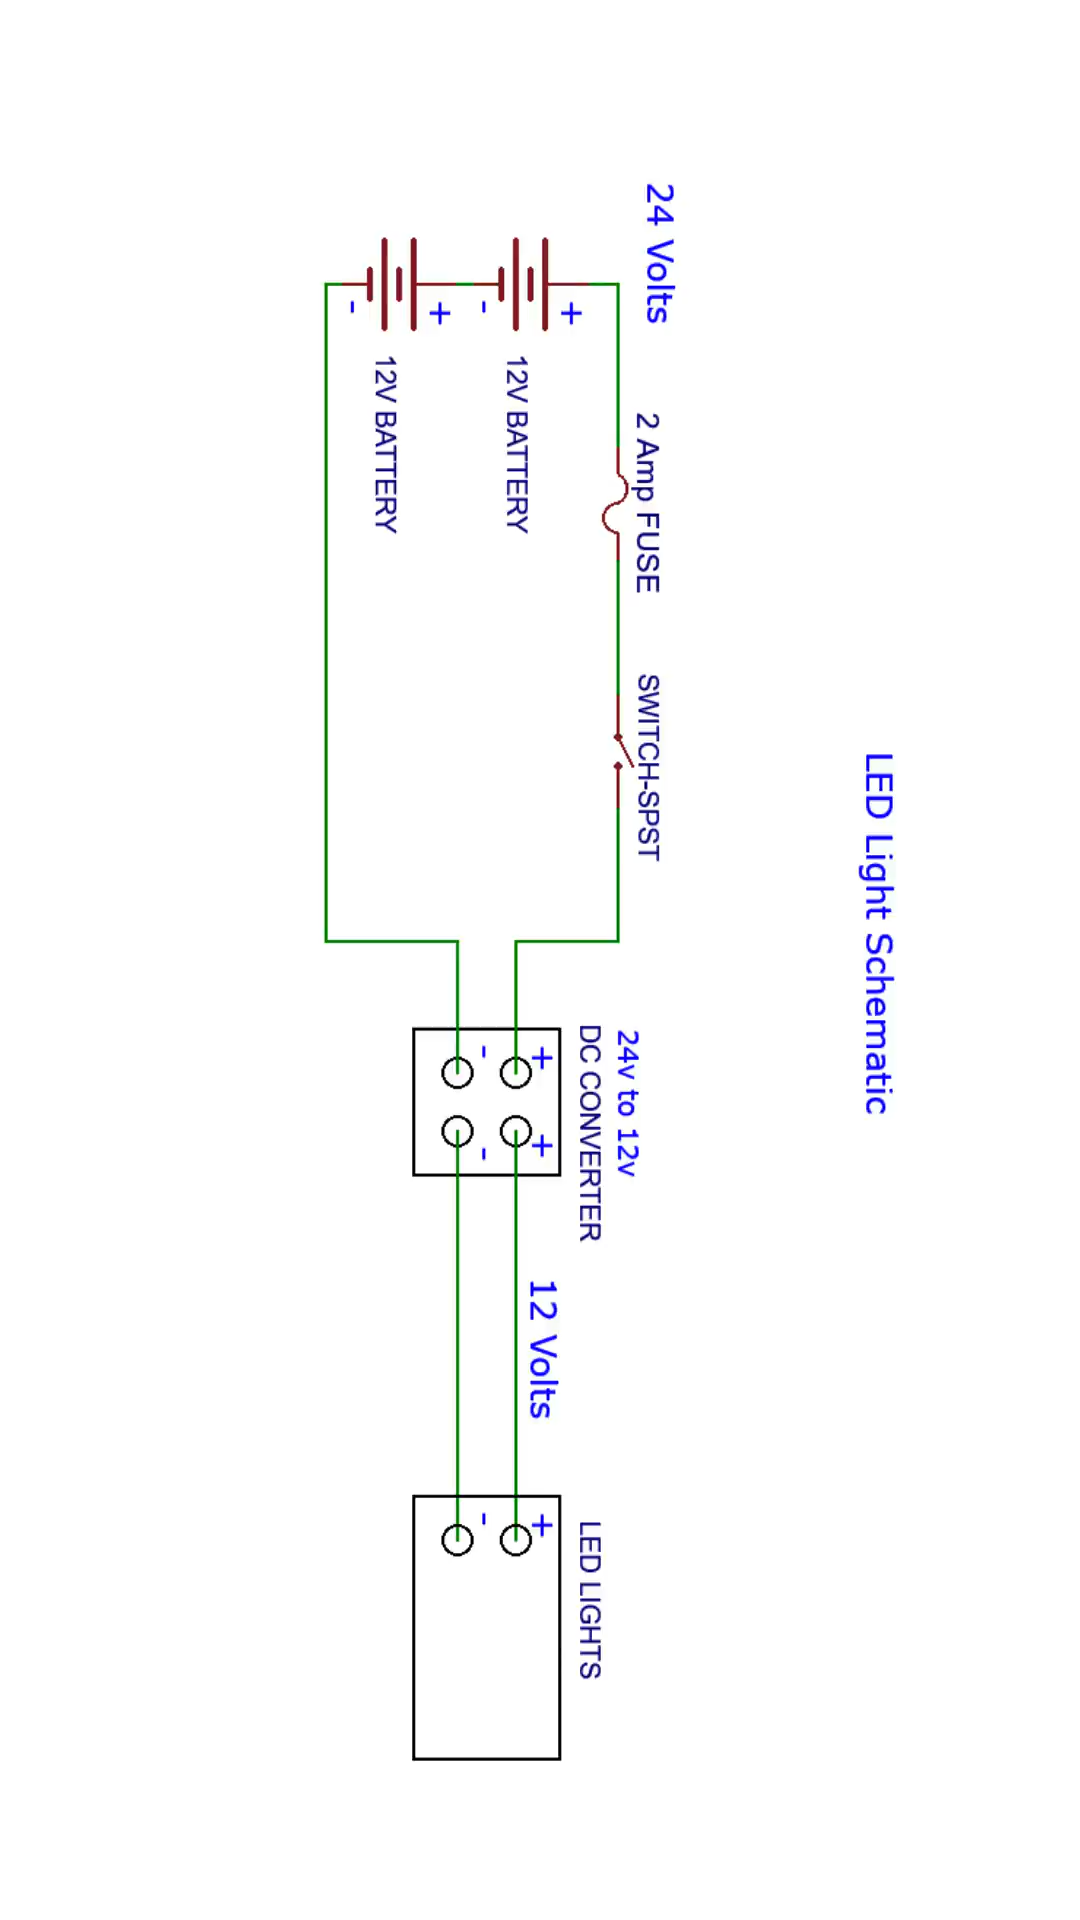 LED Light Schematic
24 Volts
2 Amp FUSE
SWITCH-SPST
24v to 12v
DC CONVERTER
LED LIGHTS
12 Volts
+
+
+
+
-
-
-
-
12V BATTERY
+
-
12V BATTERY
-